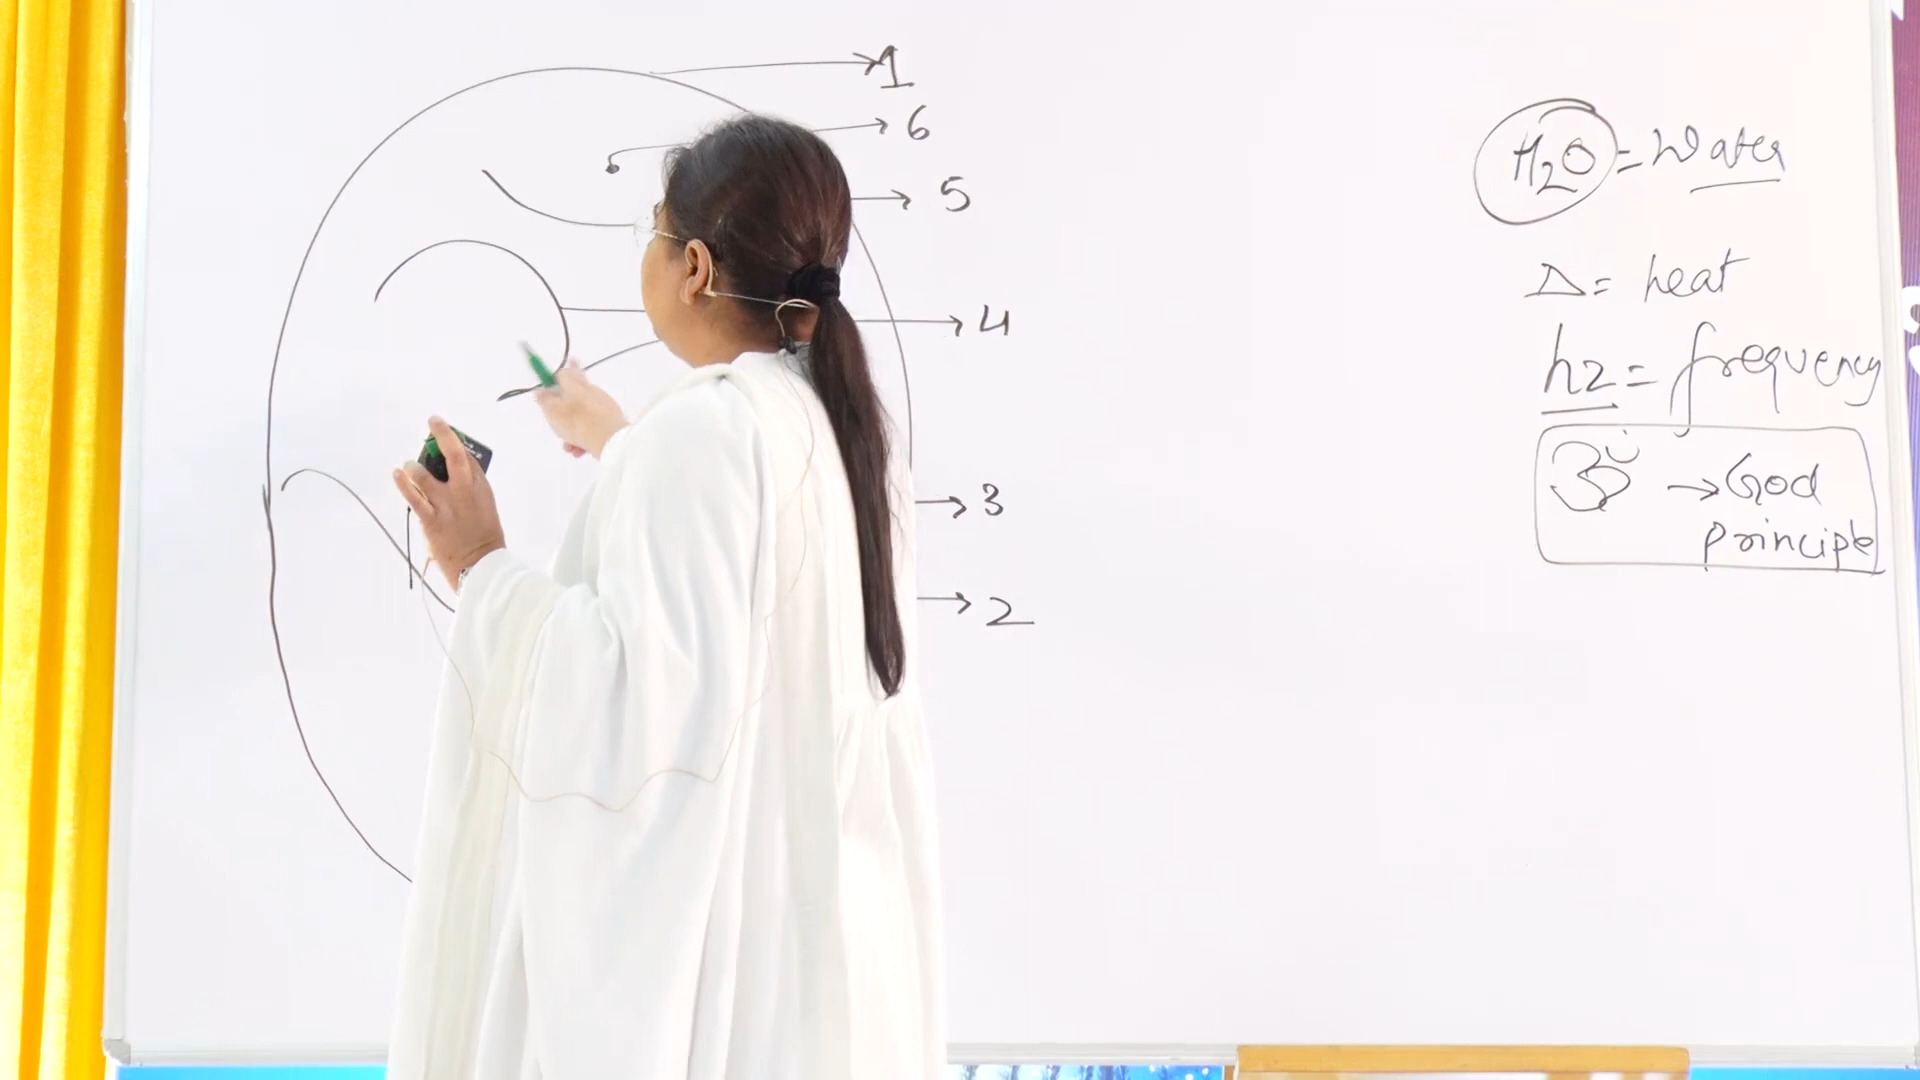 1
6
5
4
3
2
H2O = Water
Δ = heat
hz = frequency
ॐ → God
principle